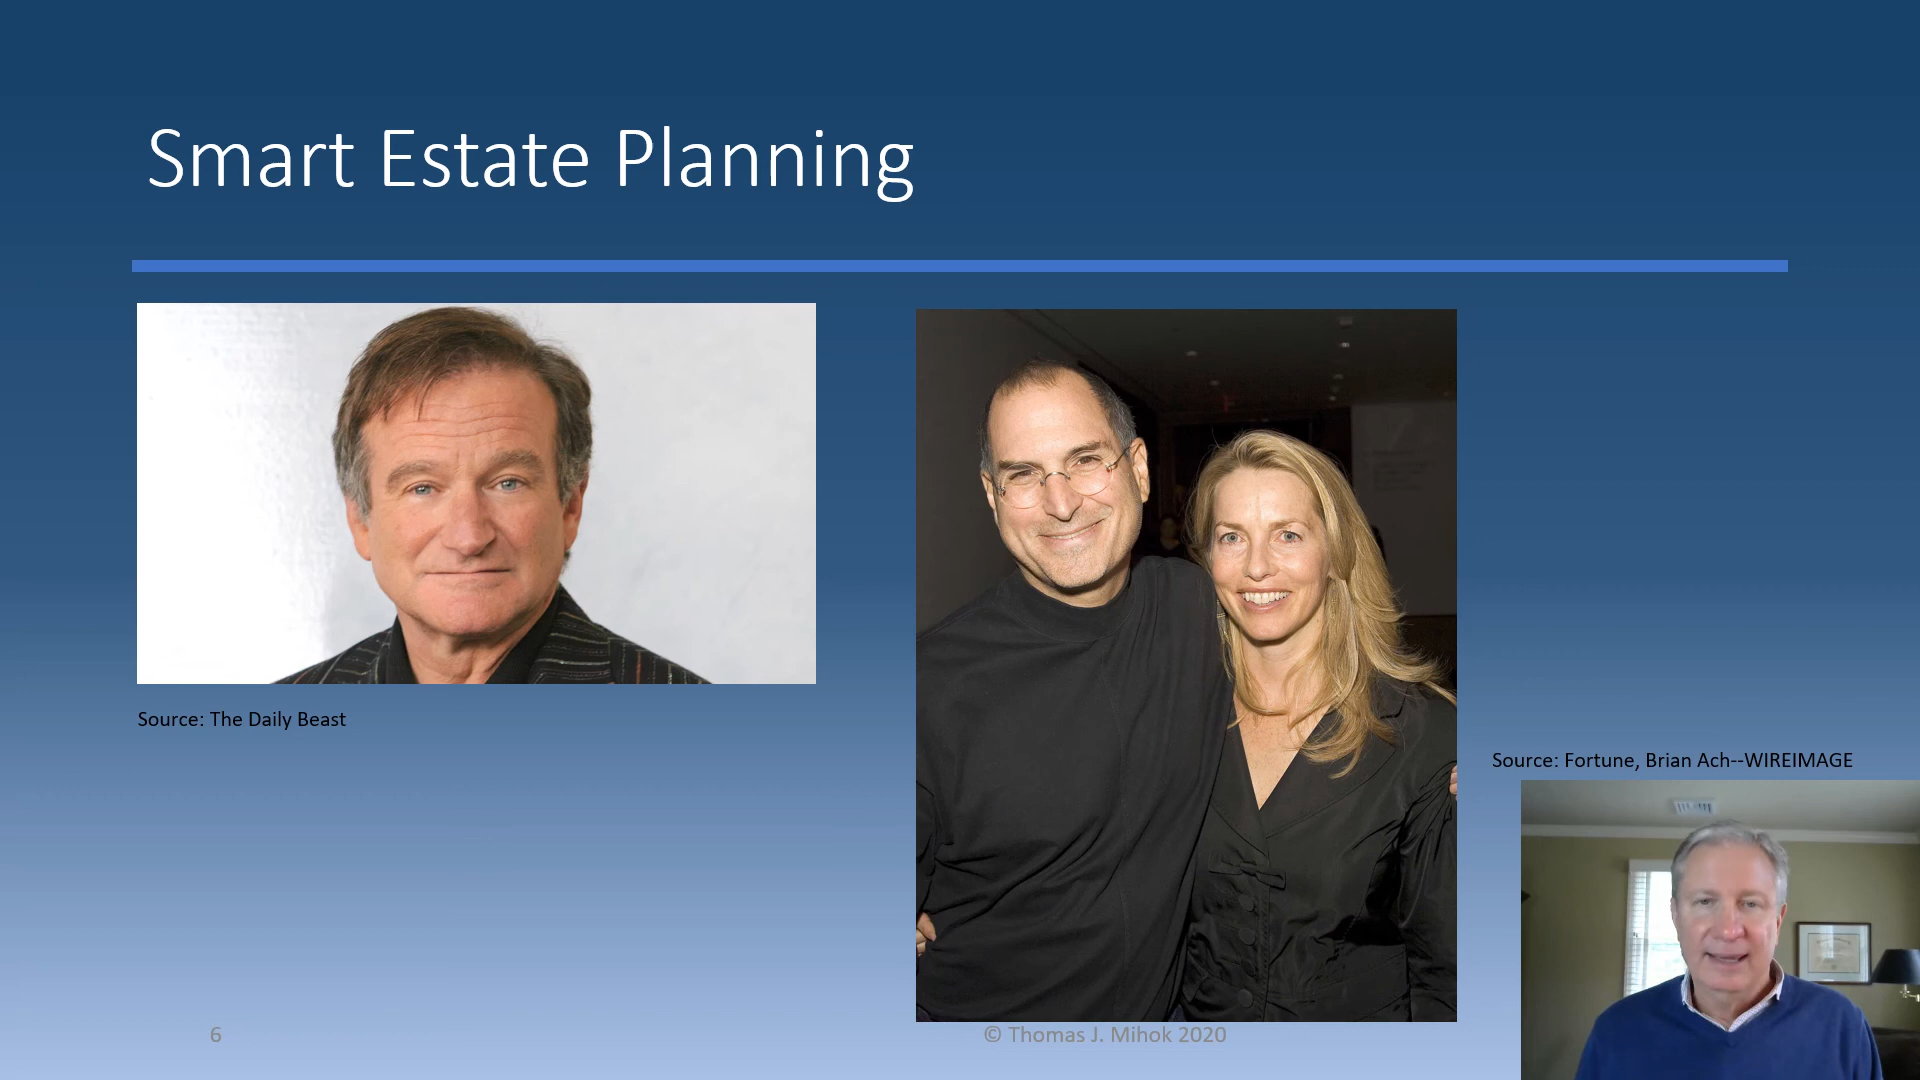 Smart Estate Planning
Source: The Daily Beast
Source: Fortune, Brian Ach--WIREIMAGE
6
© Thomas J. Mihok 2020